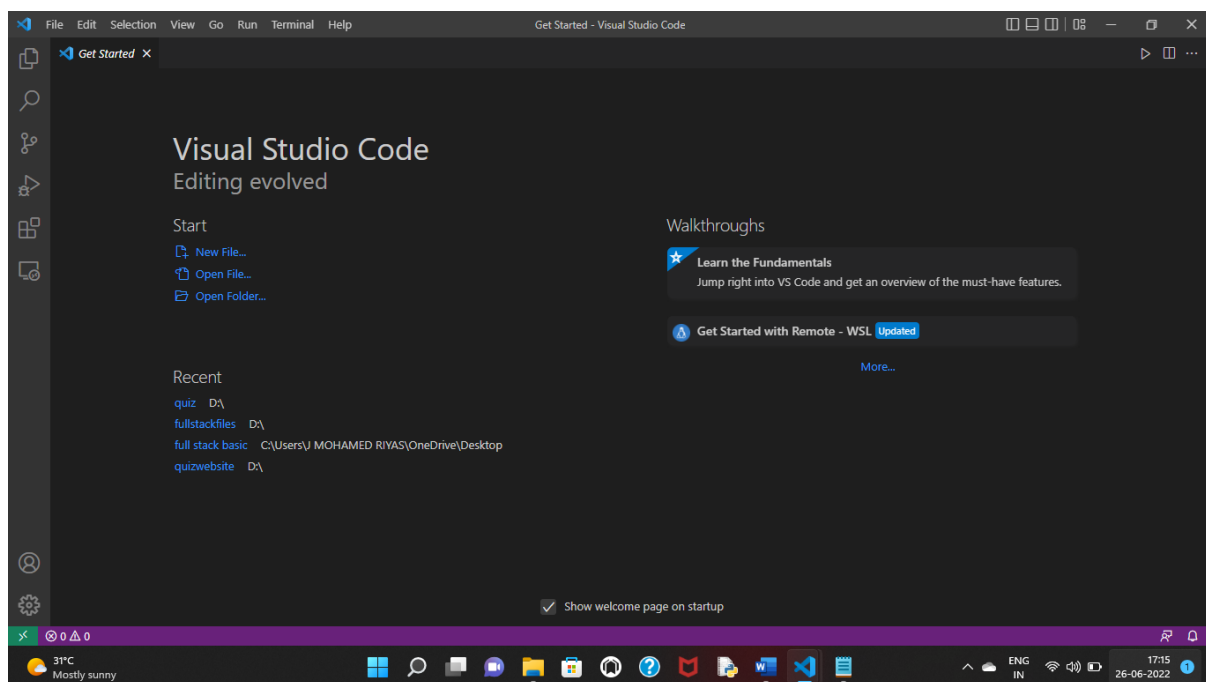 File Edit Selection View Go Run Terminal Help
Get Started - Visual Studio Code
Get Started
Visual Studio Code
Editing evolved
Start
New File...
Open File...
Open Folder...
Recent
quiz D:\
fullstackfiles D:\
full stack basic C:\Users\J MOHAMED RIYAS\OneDrive\Desktop
quizwebsite D:\
Walkthroughs
Learn the Fundamentals
Jump right into VS Code and get an overview of the must-have features.
Get Started with Remote - WSL Updated
More...
Show welcome page on startup
0 0
31°C
Mostly sunny
W
ENG
IN
17:15
26-06-2022
1